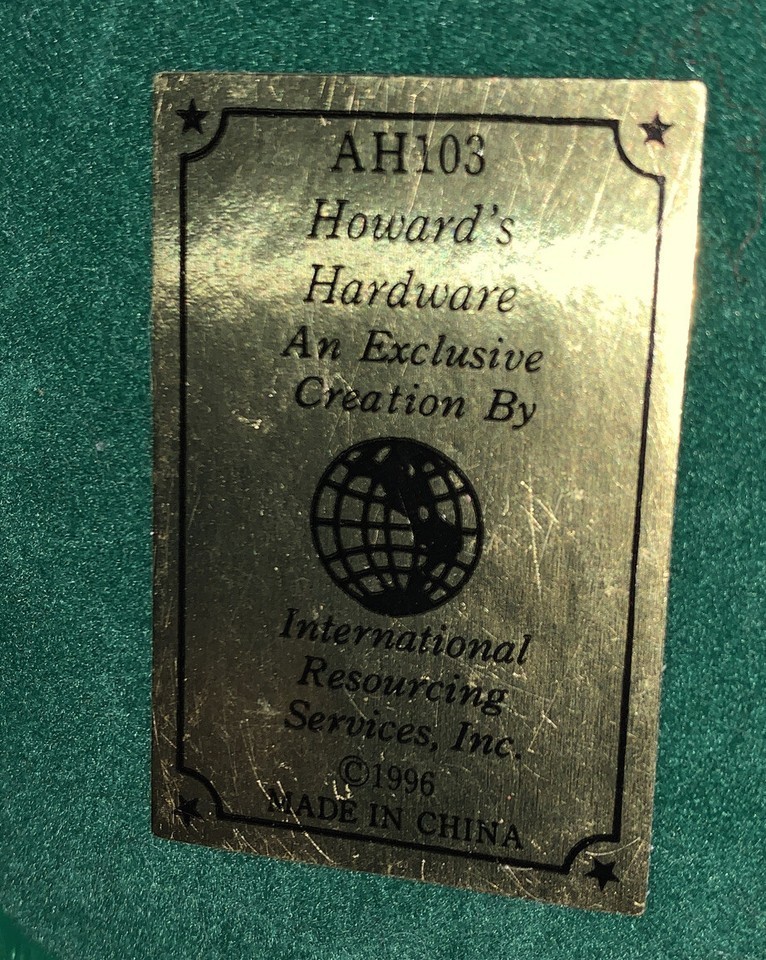 AH103
Howard's
Hardware
An Exclusive
Creation By
International
Resourcing
Services, Inc.
©1996
MADE IN CHINA